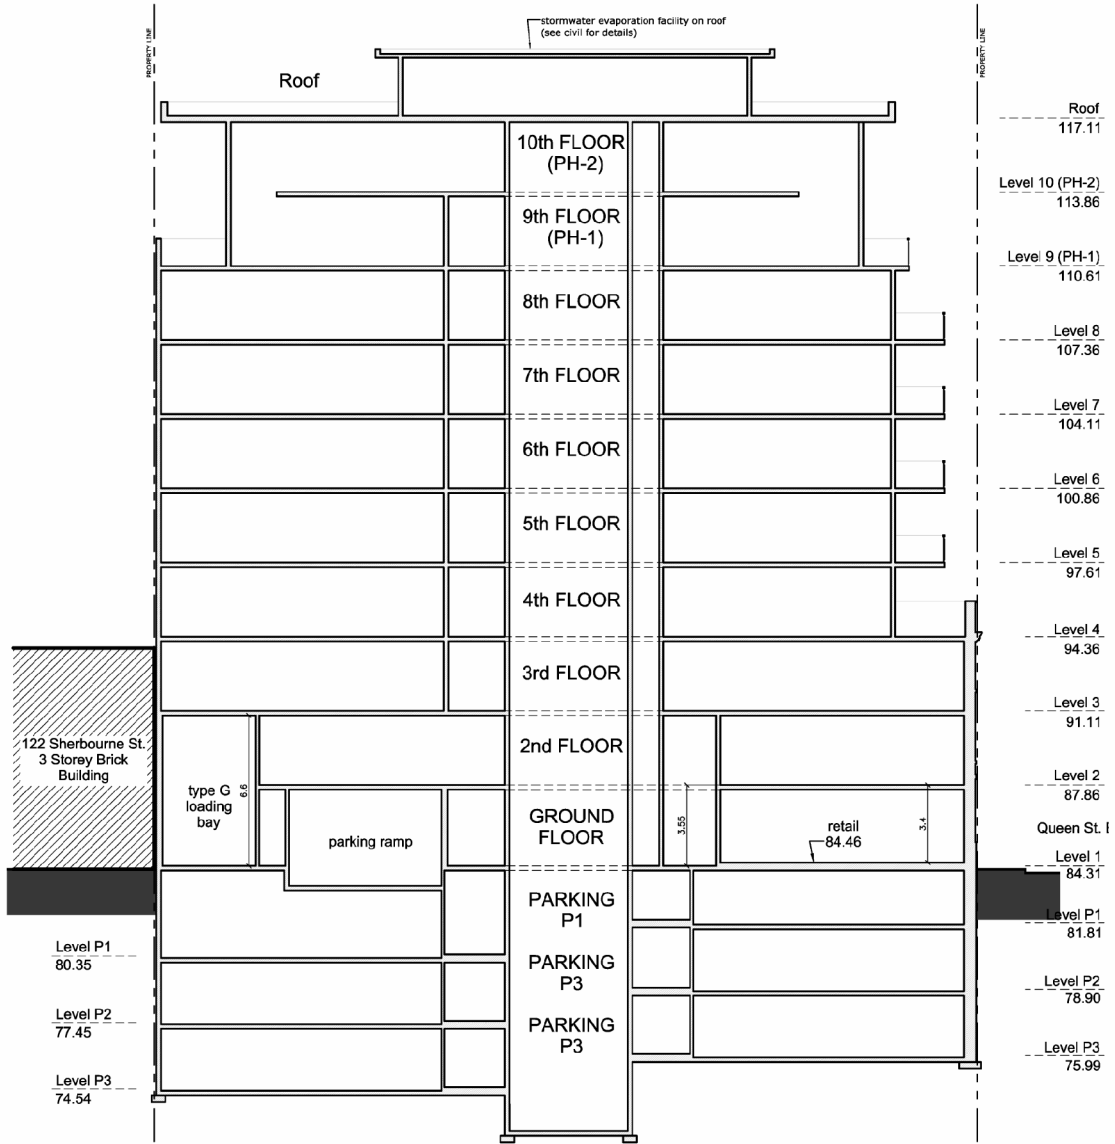 stormwater evaporation facility on roof
(see civil for details)
PROPERTY LINE
PROPERTY LINE
Roof
Roof
117.11
10th FLOOR
(PH-2)
Level 10 (PH-2)
113.86
9th FLOOR
(PH-1)
Level 9 (PH-1)
110.61
8th FLOOR
Level 8
107.36
7th FLOOR
Level 7
104.11
6th FLOOR
Level 6
100.86
5th FLOOR
Level 5
97.61
4th FLOOR
Level 4
94.36
3rd FLOOR
Level 3
91.11
122 Sherbourne St.
3 Storey Brick
Building
2nd FLOOR
Level 2
87.86
type G
loading
bay
6.6
parking ramp
GROUND
FLOOR
3.55
retail
84.46
3.4
Queen St.
Level 1
84.31
PARKING
P1
Level P1
81.81
Level P1
80.35
PARKING
P3
Level P2
78.90
Level P2
77.45
PARKING
P3
Level P3
75.99
Level P3
74.54